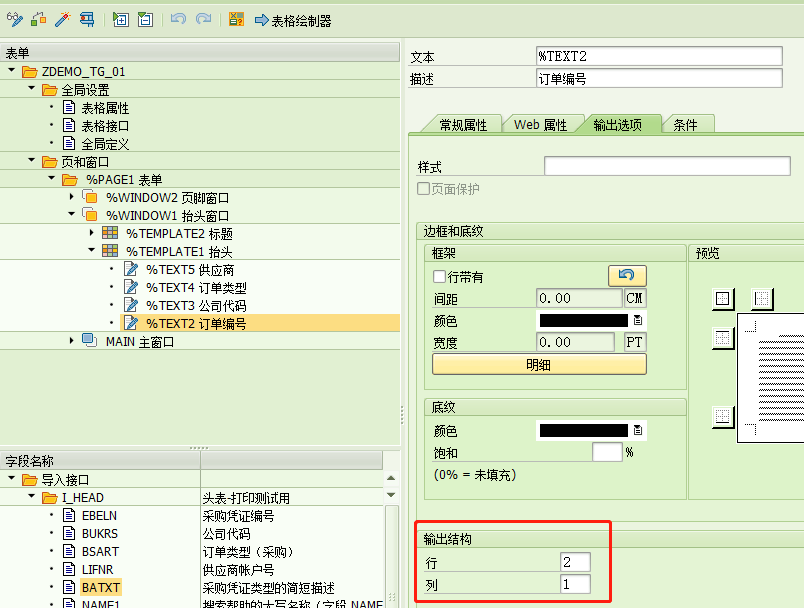 表格绘制器
表单
ZDEMO_TG_01
全局设置
表格属性
表格接口
全局定义
页和窗口
%PAGE1 表单
%WINDOW2 页脚窗口
%WINDOW1 抬头窗口
%TEMPLATE2 标题
%TEMPLATE1 抬头
%TEXT5 供应商
%TEXT4 订单类型
%TEXT3 公司代码
%TEXT2 订单编号
MAIN 主窗口
字段名称
导入接口
I_HEAD 头表-打印测试用
EBELN 采购凭证编号
BUKRS 公司代码
BSART 订单类型（采购）
LIFNR 供应商帐户号
BATXT 采购凭证类型的简短描述
NAME1 搜索帮助的大写名称（字段 NAME
文本 %TEXT2
描述 订单编号
常规属性 Web 属性 输出选项 条件
样式
页面保护
边框和底纹
框架 预览
行带有
间距 0.00 CM
颜色
宽度 0.00 PT
明细
底纹
颜色
饱和 %
(0% = 未填充)
输出结构
行 2
列 1